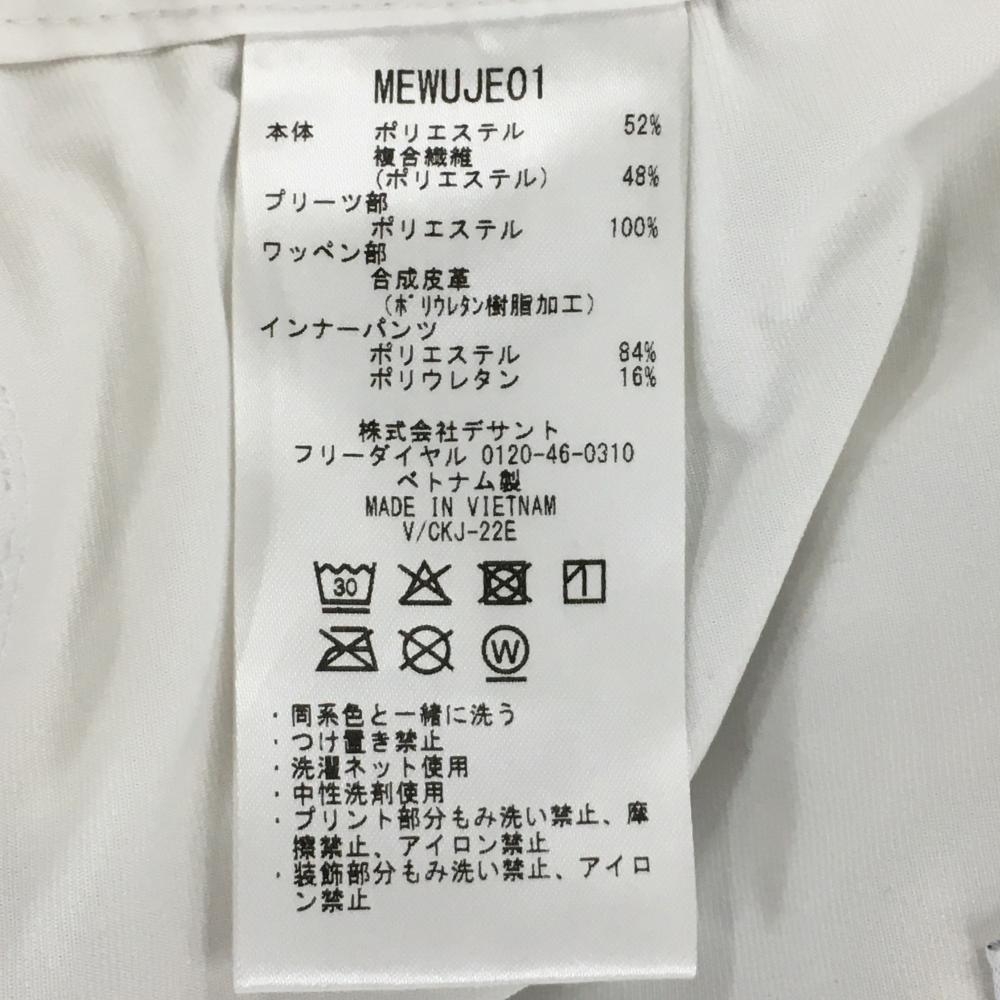 MEWUJE01
本体 ポリエステル 52%
複合繊維
(ポリエステル) 48%
プリーツ部
ポリエステル 100%
ワッペン部
合成皮革
(ﾎﾟﾘｳﾚﾀﾝ樹脂加工)
インナーパンツ
ポリエステル 84%
ポリウレタン 16%
株式会社デサント
フリーダイヤル 0120-46-0310
ベトナム製
MADE IN VIETNAM
V/CKJ-22E
30
W
・同系色と一緒に洗う
・つけ置き禁止
・洗濯ネット使用
・中性洗剤使用
・プリント部分もみ洗い禁止、摩
擦禁止、アイロン禁止
・装飾部分もみ洗い禁止、アイロ
ン禁止